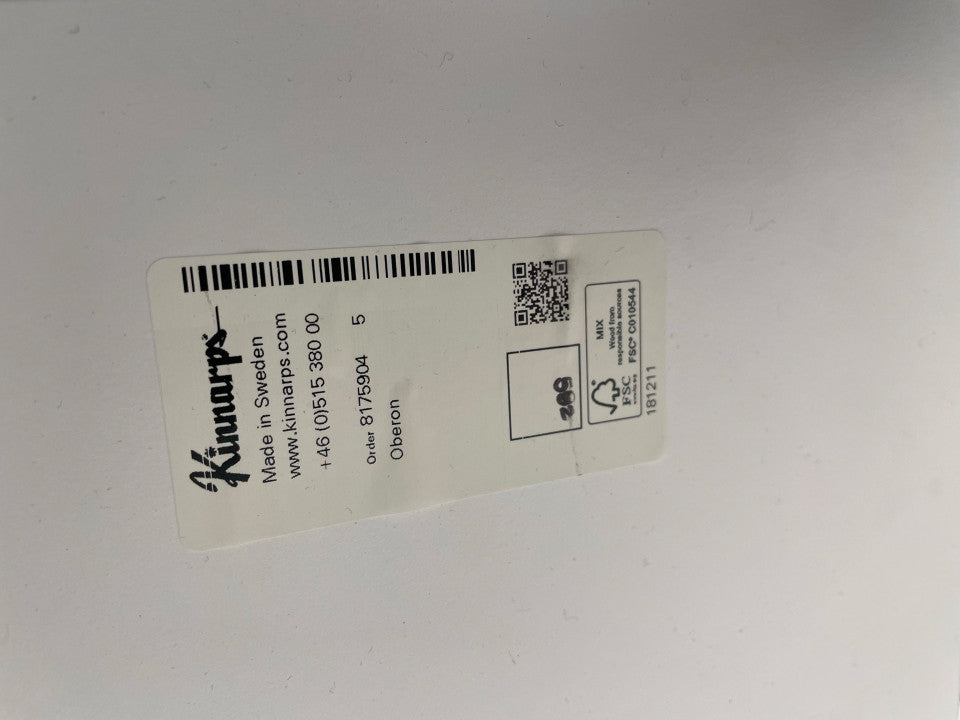 Kinnarps
Made in Sweden
www.kinnarps.com
+46 (0)515 380 00
Order 8175904 5
Oberon
FSC
MIX
Wood from
responsible sources
FSC® C010544
181211